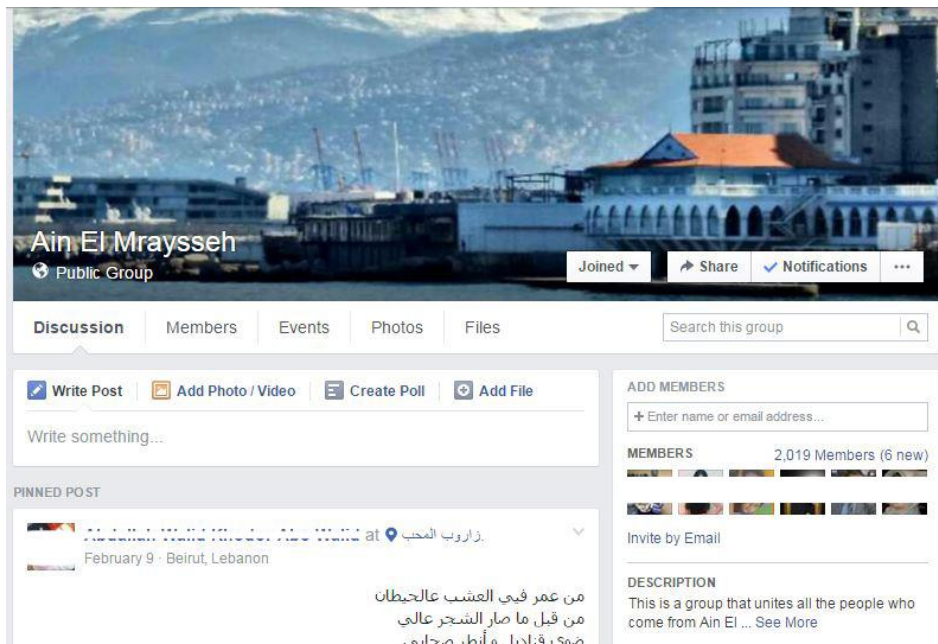 Ain El Mraysseh
Public Group
Joined
Share
Notifications
Discussion
Members
Events
Photos
Files
Search this group
Write Post
Add Photo / Video
Create Poll
Add File
Write something...
PINNED POST
at زاروب المحب.
February 9 · Beirut, Lebanon
من عمر فيي العشب عالحيطان
من قبل ما صار الشجر عالي
ADD MEMBERS
+ Enter name or email address...
MEMBERS
2,019 Members (6 new)
Invite by Email
DESCRIPTION
This is a group that unites all the people who
come from Ain El ... See More